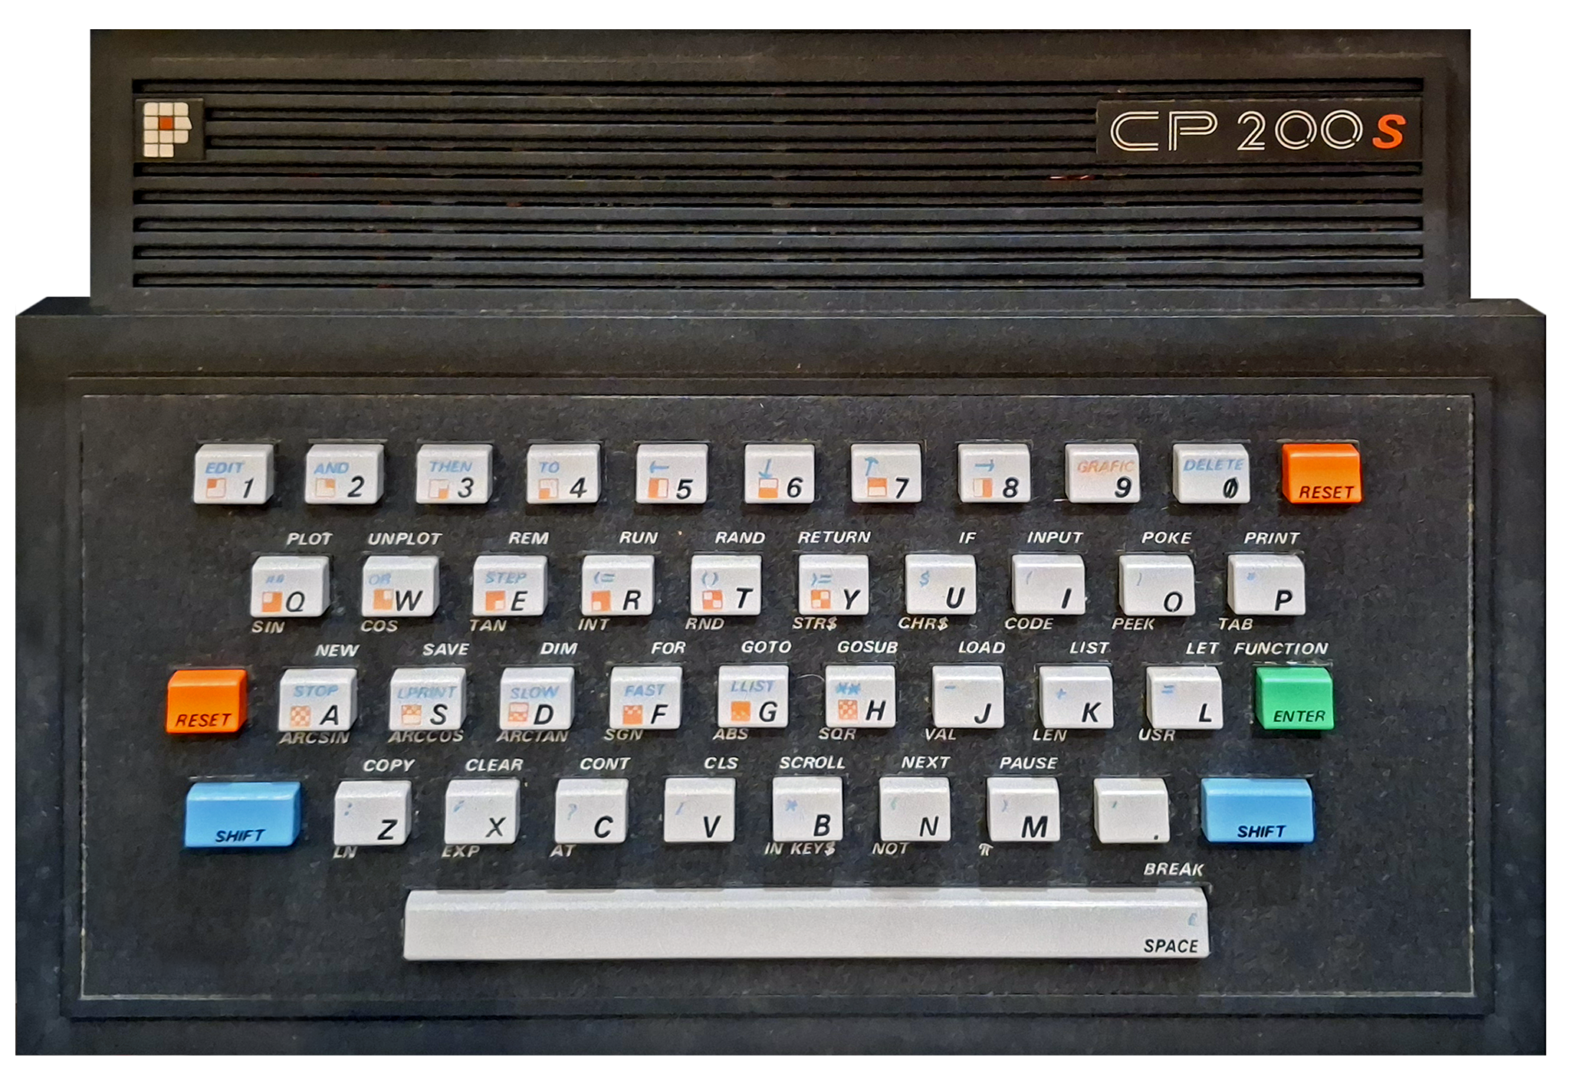 CP 200 S
EDIT AND THEN TO ← ↓ ↑ → GRAFIC DELETE
1 2 3 4 5 6 7 8 9 0 RESET
PLOT UNPLOT REM RUN RAND RETURN IF INPUT POKE PRINT
"" OR STEP <= <> >= $ ( ) "
Q W E R T Y U I O P
SIN COS TAN INT RND STR$ CHR$ CODE PEEK TAB
NEW SAVE DIM FOR GOTO GOSUB LOAD LIST LET FUNCTION
STOP LPRINT SLOW FAST LLIST ** - + =
RESET A S D F G H J K L ENTER
ARCSIN ARCCOS ARCTAN SGN ABS SQR VAL LEN USR
COPY CLEAR CONT CLS SCROLL NEXT PAUSE
: ; ? / * < > ,
SHIFT Z X C V B N M . SHIFT
LN EXP AT IN KEY$ NOT π
BREAK
£
SPACE